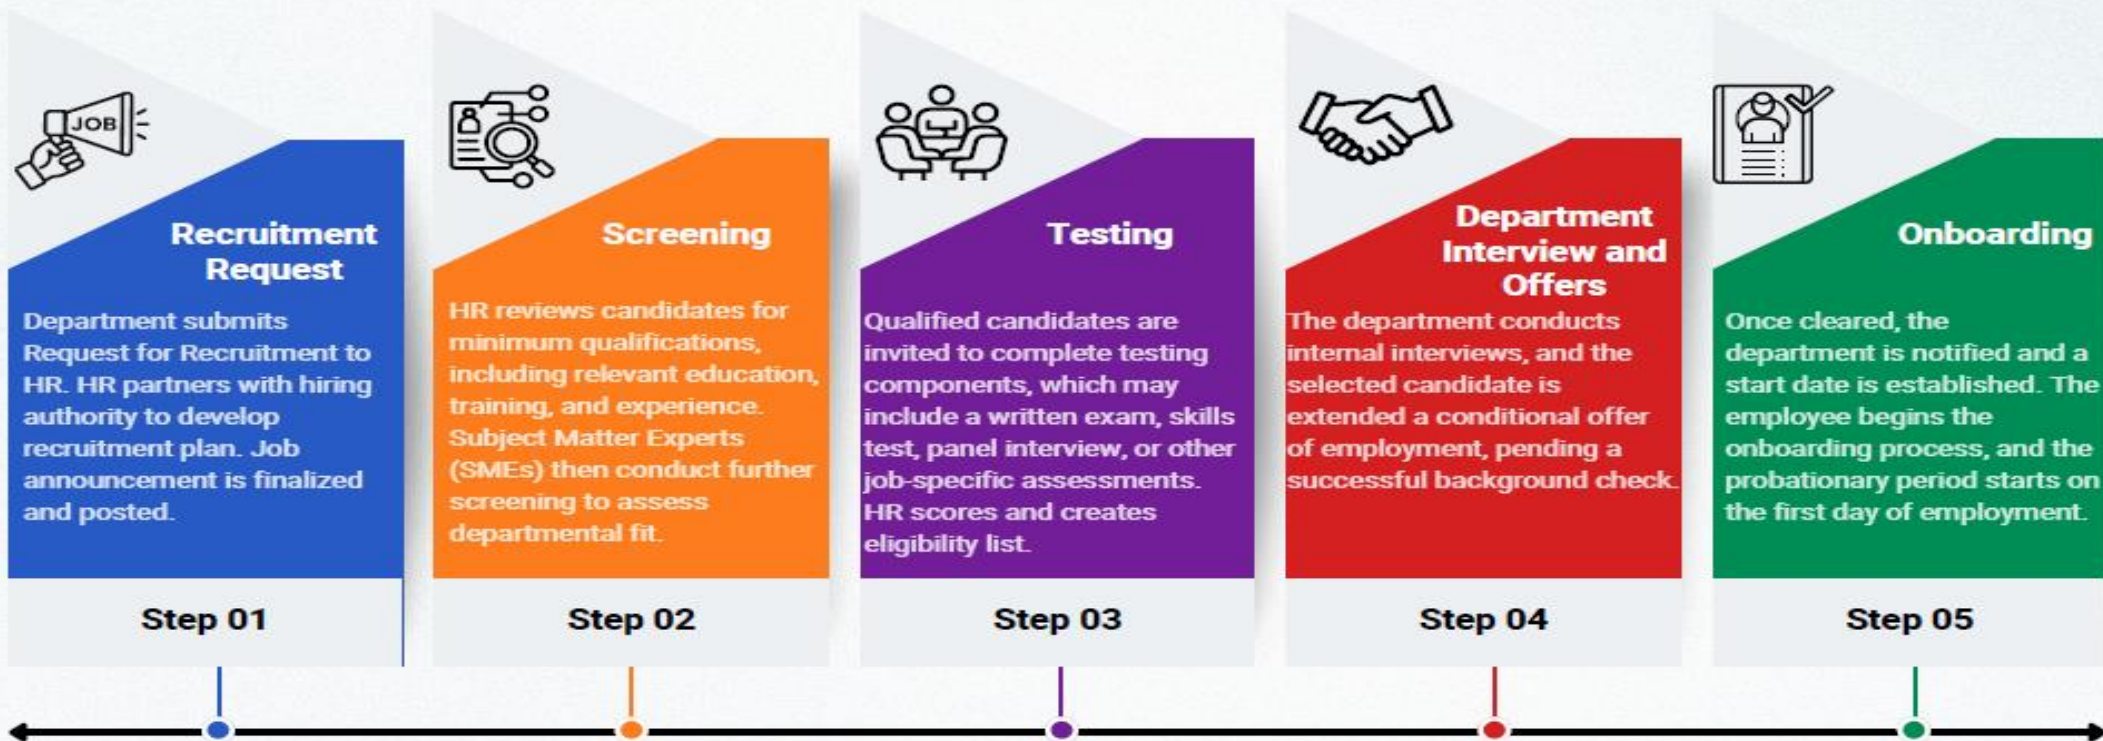 JOB
Recruitment
Request
Department submits
Request for Recruitment to
HR. HR partners with hiring
authority to develop
recruitment plan. Job
announcement is finalized
and posted.
Step 01
Screening
HR reviews candidates for
minimum qualifications,
including relevant education,
training, and experience.
Subject Matter Experts
(SMEs) then conduct further
screening to assess
departmental fit.
Step 02
Testing
Qualified candidates are
invited to complete testing
components, which may
include a written exam, skills
test, panel interview, or other
job-specific assessments.
HR scores and creates
eligibility list.
Step 03
Department
Interview and
Offers
The department conducts
internal interviews, and the
selected candidate is
extended a conditional offer
of employment, pending a
successful background check.
Step 04
Onboarding
Once cleared, the
department is notified and a
start date is established. The
employee begins the
onboarding process, and the
probationary period starts on
the first day of employment.
Step 05